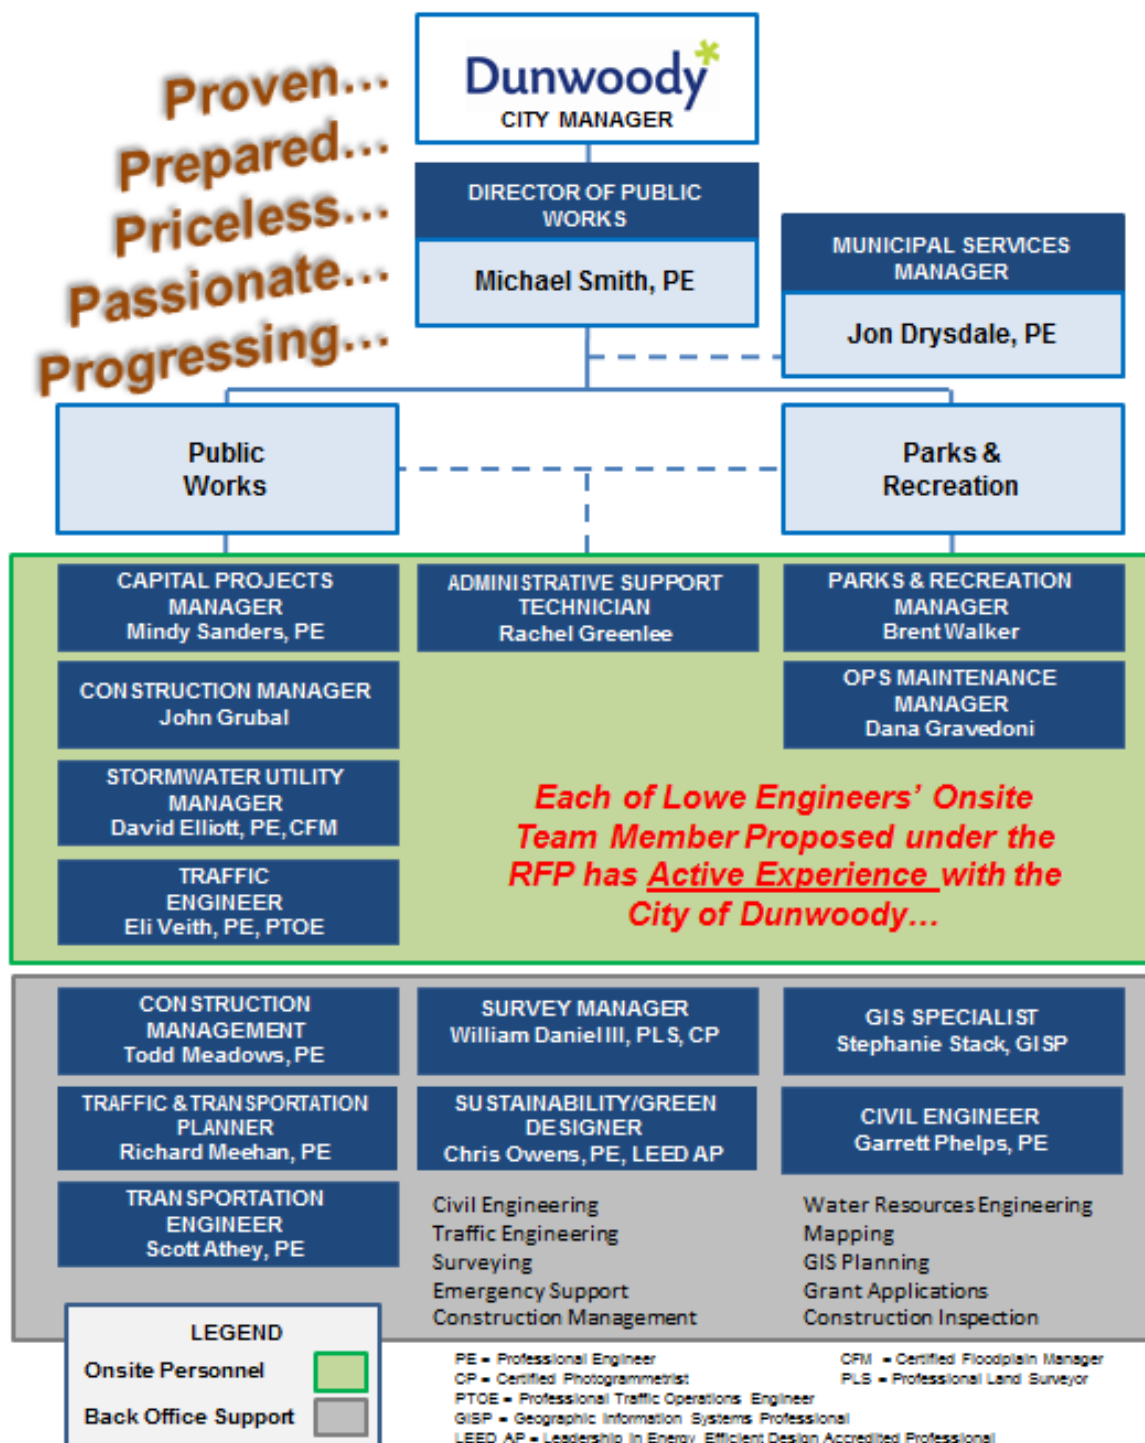 Proven...
Prepared...
Priceless...
Passionate...
Progressing...
Dunwoody*
CITY MANAGER
DIRECTOR OF PUBLIC
WORKS
Michael Smith, PE
MUNICIPAL SERVICES
MANAGER
Jon Drysdale, PE
Public
Works
Parks &
Recreation
CAPITAL PROJECTS
MANAGER
Mindy Sanders, PE
ADMINISTRATIVE SUPPORT
TECHNICIAN
Rachel Greenlee
PARKS & RECREATION
MANAGER
Brent Walker
CONSTRUCTION MANAGER
John Grubal
OPS MAINTENANCE
MANAGER
Dana Gravedoni
STORMWATER UTILITY
MANAGER
David Elliott, PE, CFM
TRAFFIC
ENGINEER
Eli Veith, PE, PTOE
Each of Lowe Engineers’ Onsite
Team Member Proposed under the
RFP has Active Experience with the
City of Dunwoody...
CONSTRUCTION
MANAGEMENT
Todd Meadows, PE
SURVEY MANAGER
William Daniel III, PLS, CP
GIS SPECIALIST
Stephanie Stack, GISP
TRAFFIC & TRANSPORTATION
PLANNER
Richard Meehan, PE
SUSTAINABILITY/GREEN
DESIGNER
Chris Owens, PE, LEED AP
CIVIL ENGINEER
Garrett Phelps, PE
TRANSPORTATION
ENGINEER
Scott Athey, PE
Civil Engineering
Traffic Engineering
Surveying
Emergency Support
Construction Management
Water Resources Engineering
Mapping
GIS Planning
Grant Applications
Construction Inspection
LEGEND
Onsite Personnel
Back Office Support
PE = Professional Engineer
CFM = Certified Floodplain Manager
CP = Certified Photogrammetrist
PLS = Professional Land Surveyor
PTOE = Professional Traffic Operations Engineer
GISP = Geographic Information Systems Professional
LEED AP = Leadership in Energy Efficient Design Accredited Professional